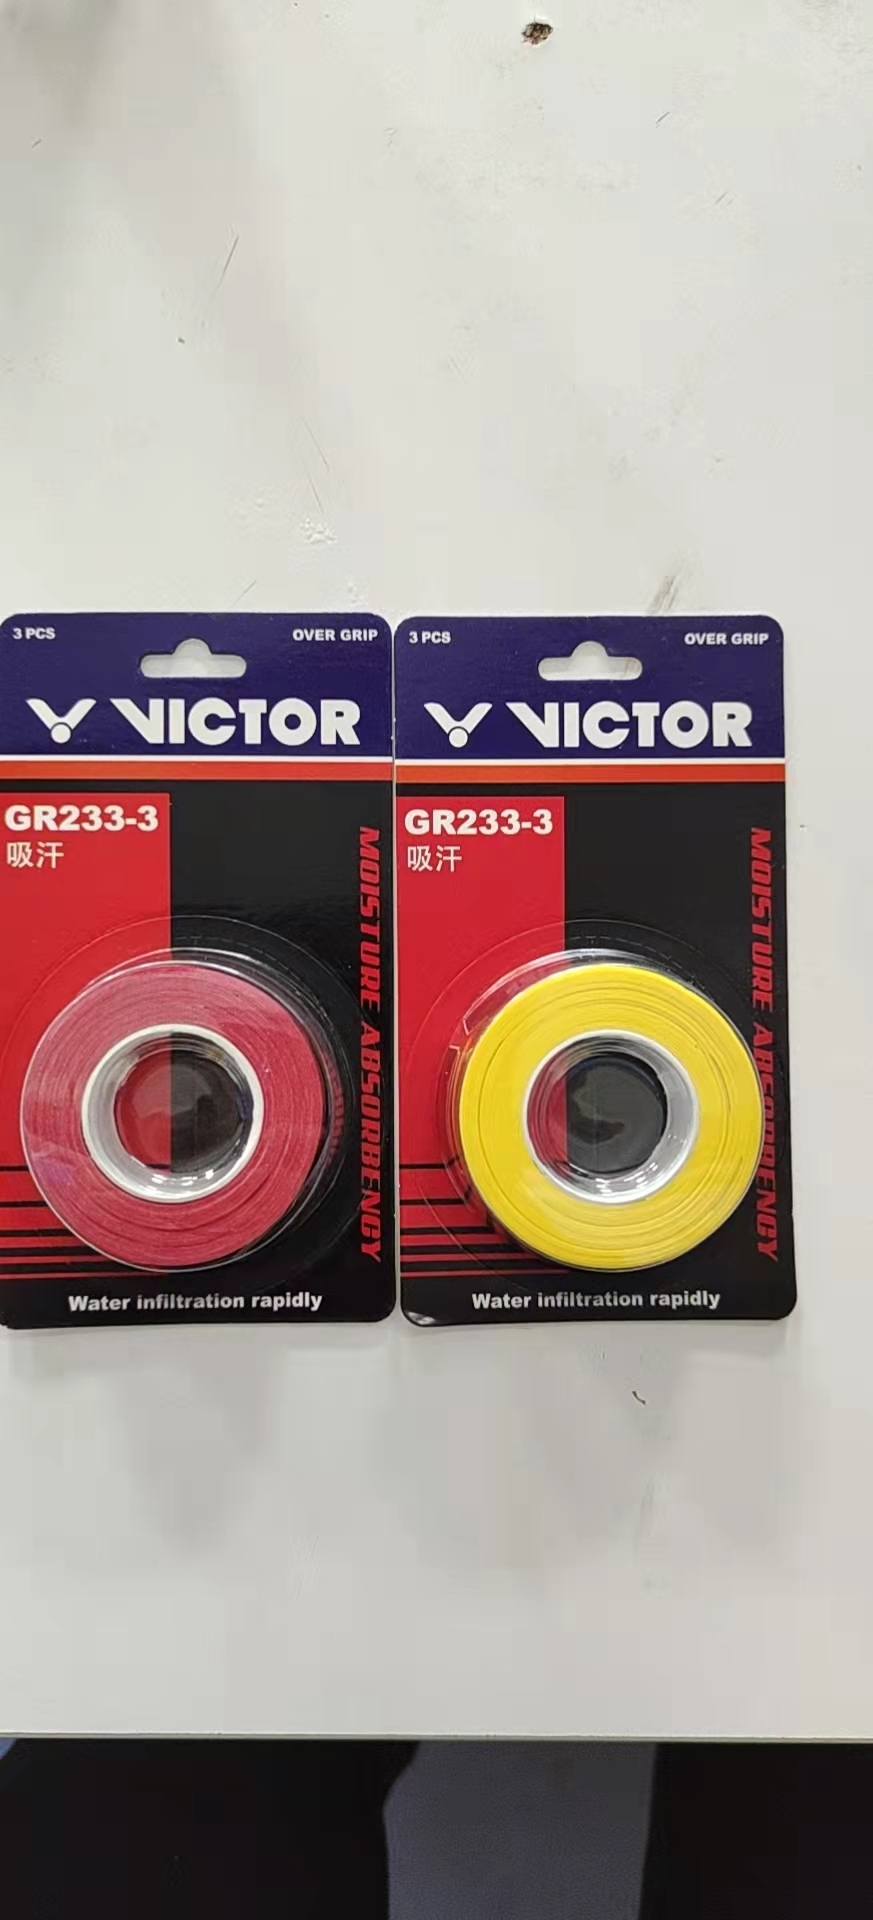 3 PCS
OVER GRIP
VICTOR
GR233-3
吸汗
MOISTURE ABSORBENCY
Water infiltration rapidly
3 PCS
OVER GRIP
VICTOR
GR233-3
吸汗
MOISTURE ABSORBENCY
Water infiltration rapidly